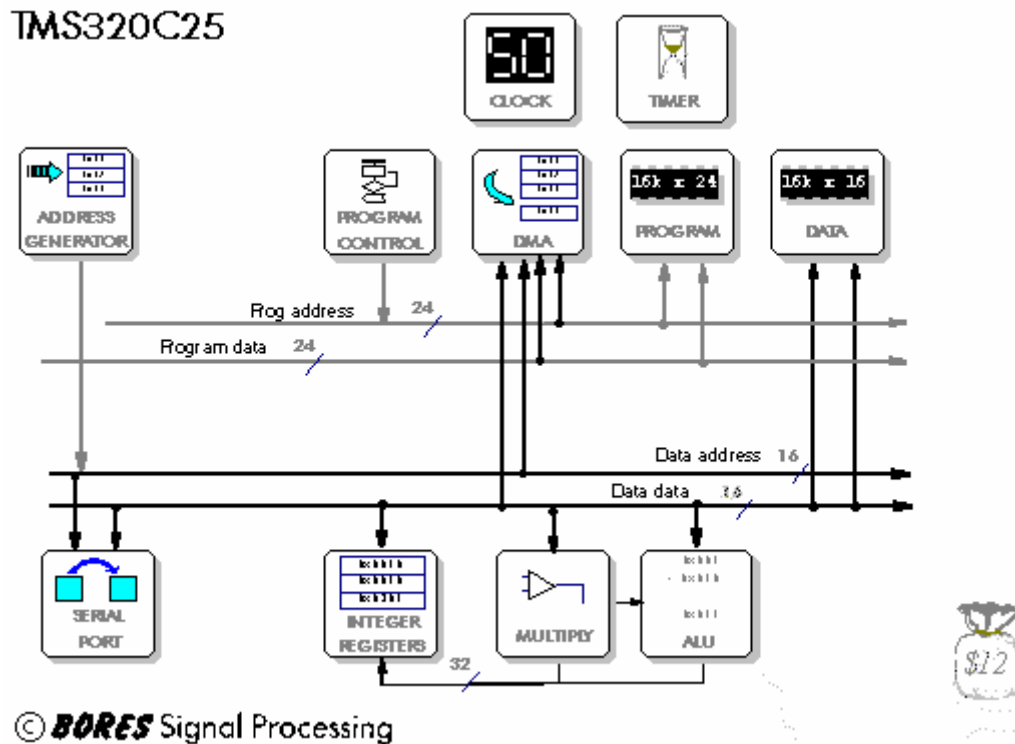 TMS320C25
50
CLOCK
TIMER
ADDRESS
GENERATOR
PROGRAM
CONTROL
DMA
16k x 24
PROGRAM
16k x 16
DATA
Prog address 24
Program data 24
Data address 16
Data data 16
SERIAL
PORT
INTEGER
REGISTERS
MULTIPLY
ALU
32
$12
© BORES Signal Processing